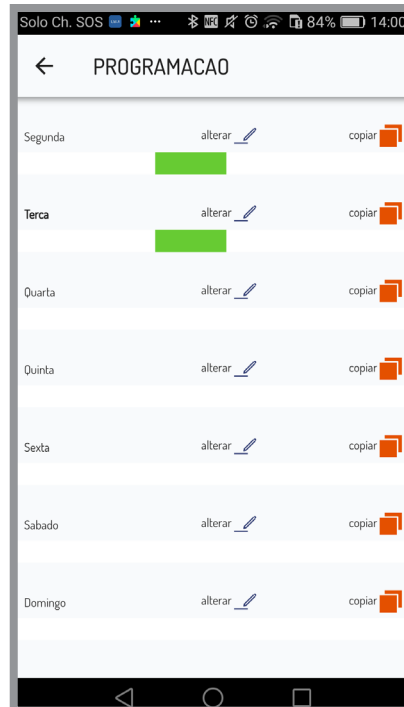 Solo Ch. SOS ... 84% 14:00
PROGRAMACAO
Segunda alterar copiar
Terca alterar copiar
Quarta alterar copiar
Quinta alterar copiar
Sexta alterar copiar
Sabado alterar copiar
Domingo alterar copiar